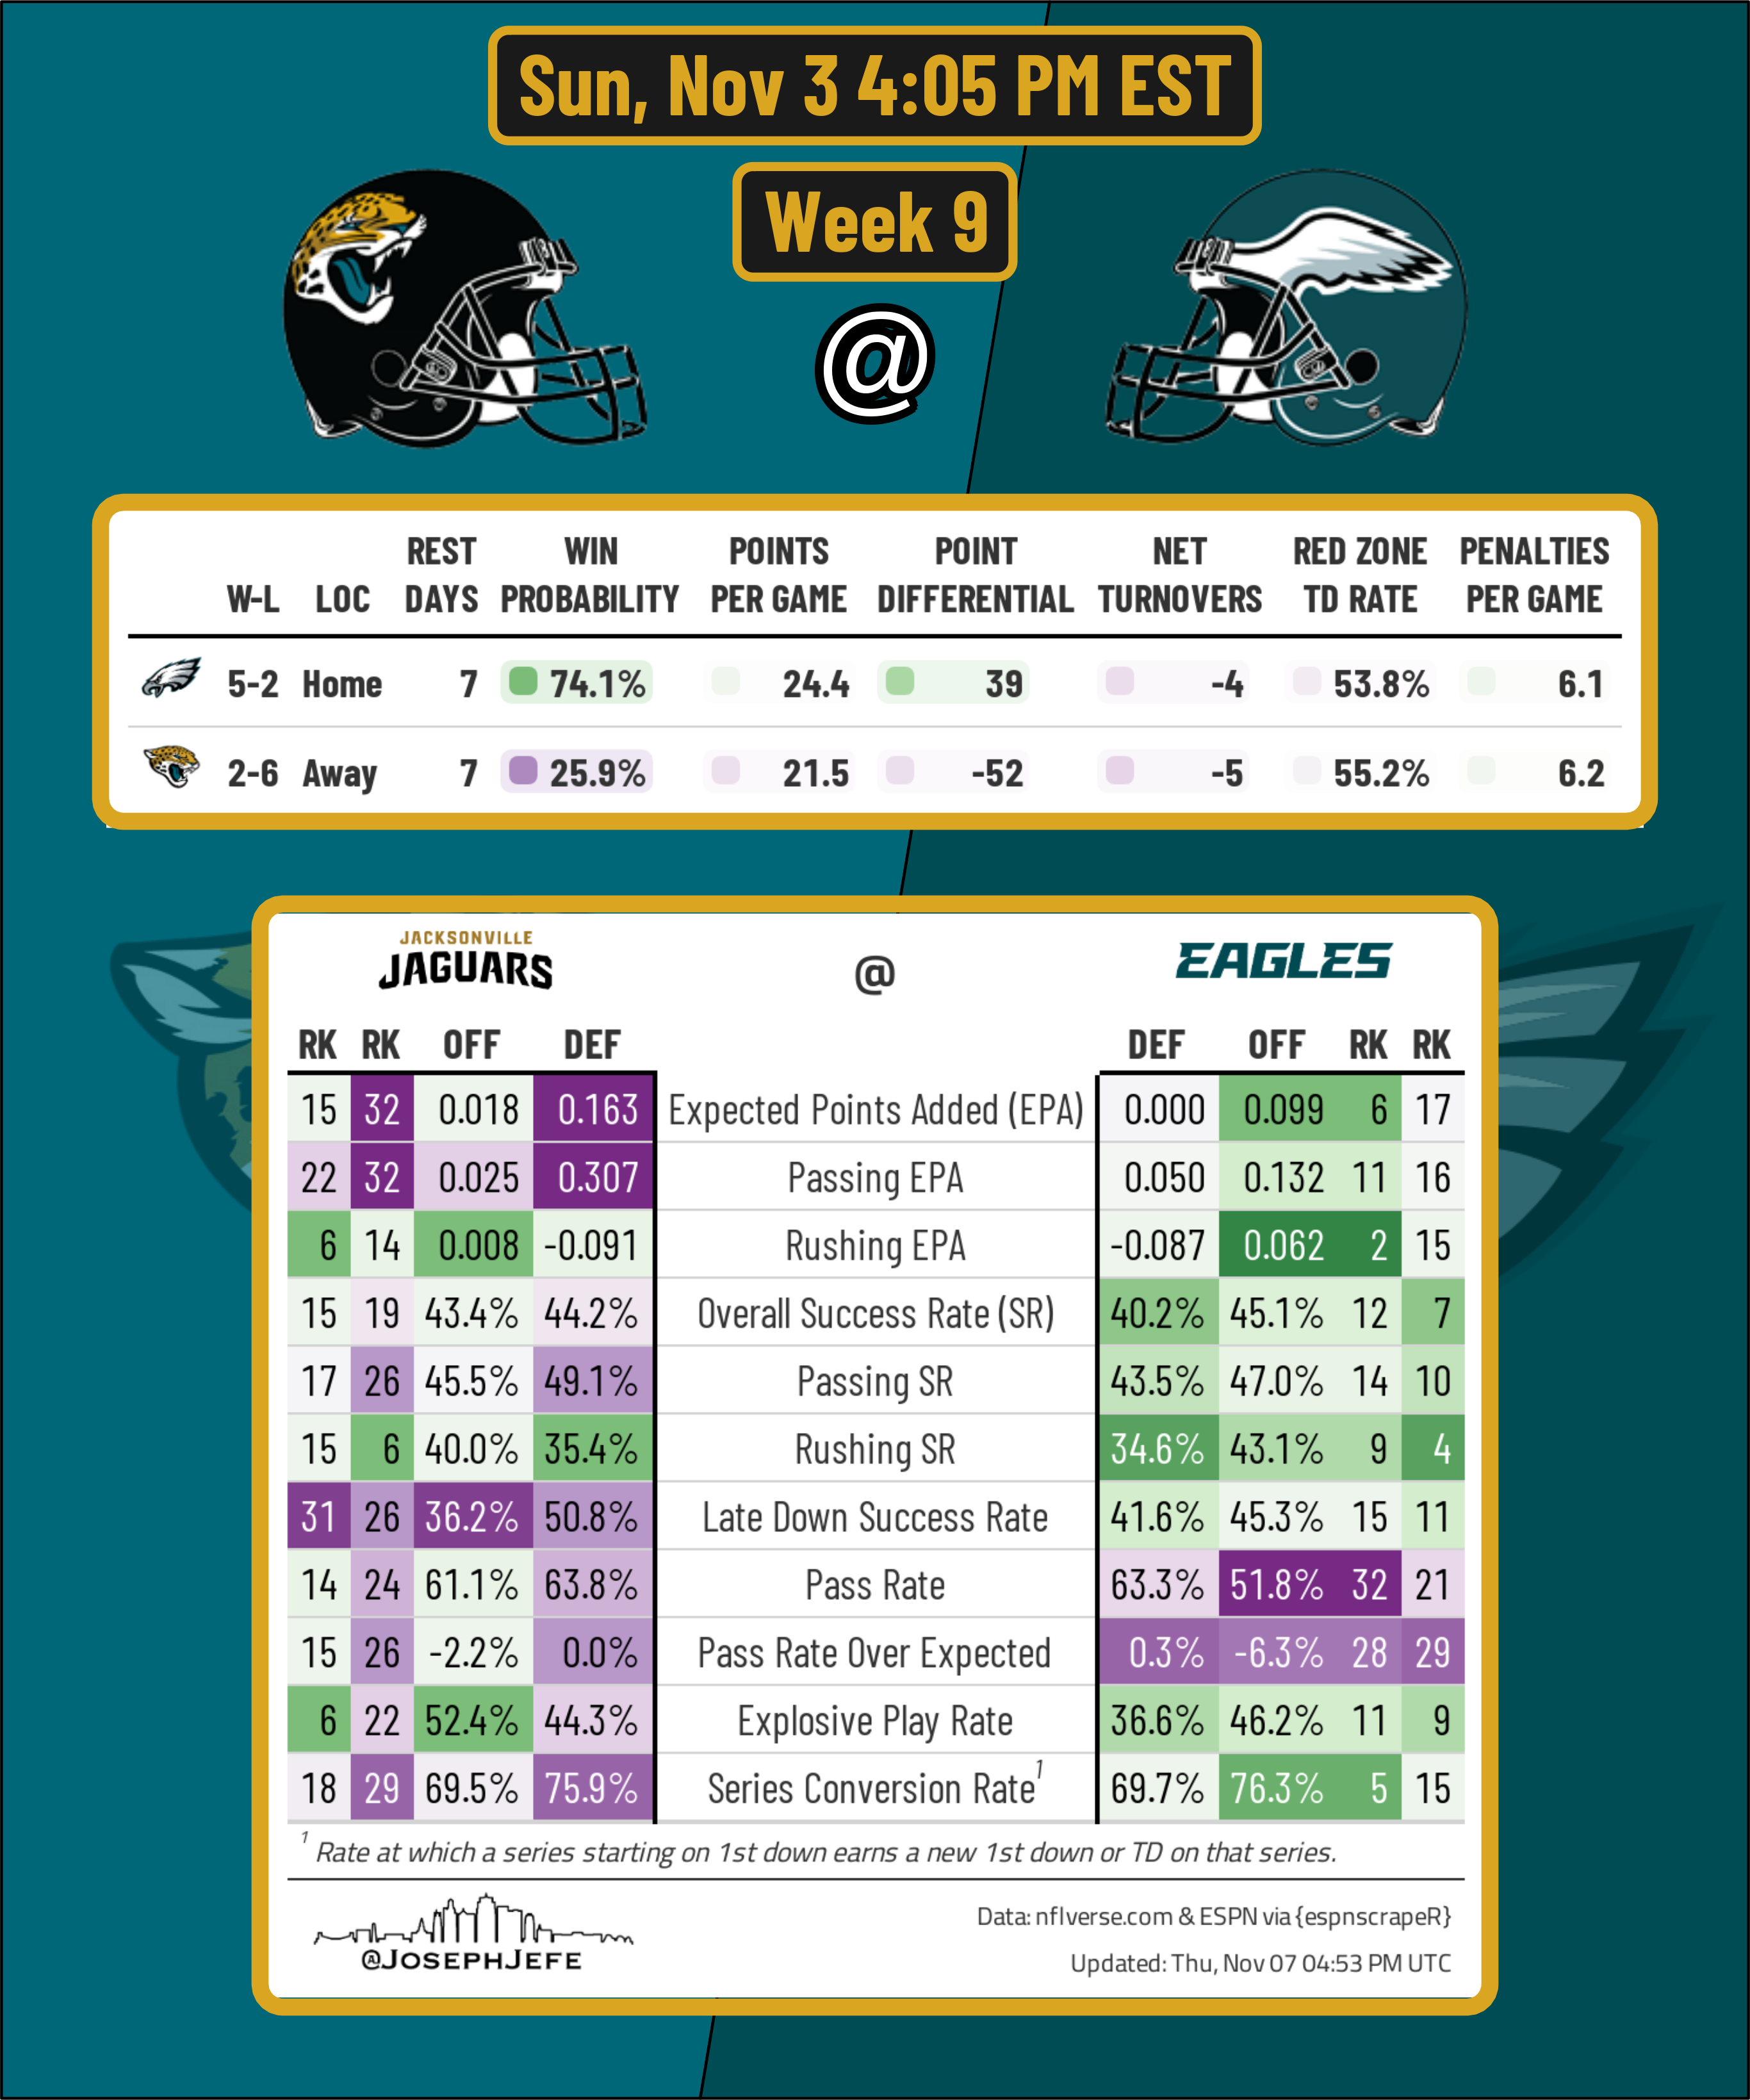 Sun, Nov 3 4:05 PM EST
Week 9
@
REST WIN POINTS POINT NET RED ZONE PENALTIES
W-L LOC DAYS PROBABILITY PER GAME DIFFERENTIAL TURNOVERS TD RATE PER GAME
5-2 Home 7 74.1% 24.4 39 -4 53.8% 6.1
2-6 Away 7 25.9% 21.5 -52 -5 55.2% 6.2
JACKSONVILLE
JAGUARS @ EAGLES
RK RK OFF DEF DEF OFF RK RK
15 32 0.018 0.163 Expected Points Added (EPA) 0.000 0.099 6 17
22 32 0.025 0.307 Passing EPA 0.050 0.132 11 16
6 14 0.008 -0.091 Rushing EPA -0.087 0.062 2 15
15 19 43.4% 44.2% Overall Success Rate (SR) 40.2% 45.1% 12 7
17 26 45.5% 49.1% Passing SR 43.5% 47.0% 14 10
15 6 40.0% 35.4% Rushing SR 34.6% 43.1% 9 4
31 26 36.2% 50.8% Late Down Success Rate 41.6% 45.3% 15 11
14 24 61.1% 63.8% Pass Rate 63.3% 51.8% 32 21
15 26 -2.2% 0.0% Pass Rate Over Expected 0.3% -6.3% 28 29
6 22 52.4% 44.3% Explosive Play Rate 36.6% 46.2% 11 9
18 29 69.5% 75.9% Series Conversion Rate¹ 69.7% 76.3% 5 15
¹ Rate at which a series starting on 1st down earns a new 1st down or TD on that series.
Data: nflverse.com & ESPN via {espnscrapeR}
@JOSEPHJEFE
Updated: Thu, Nov 07 04:53 PM UTC